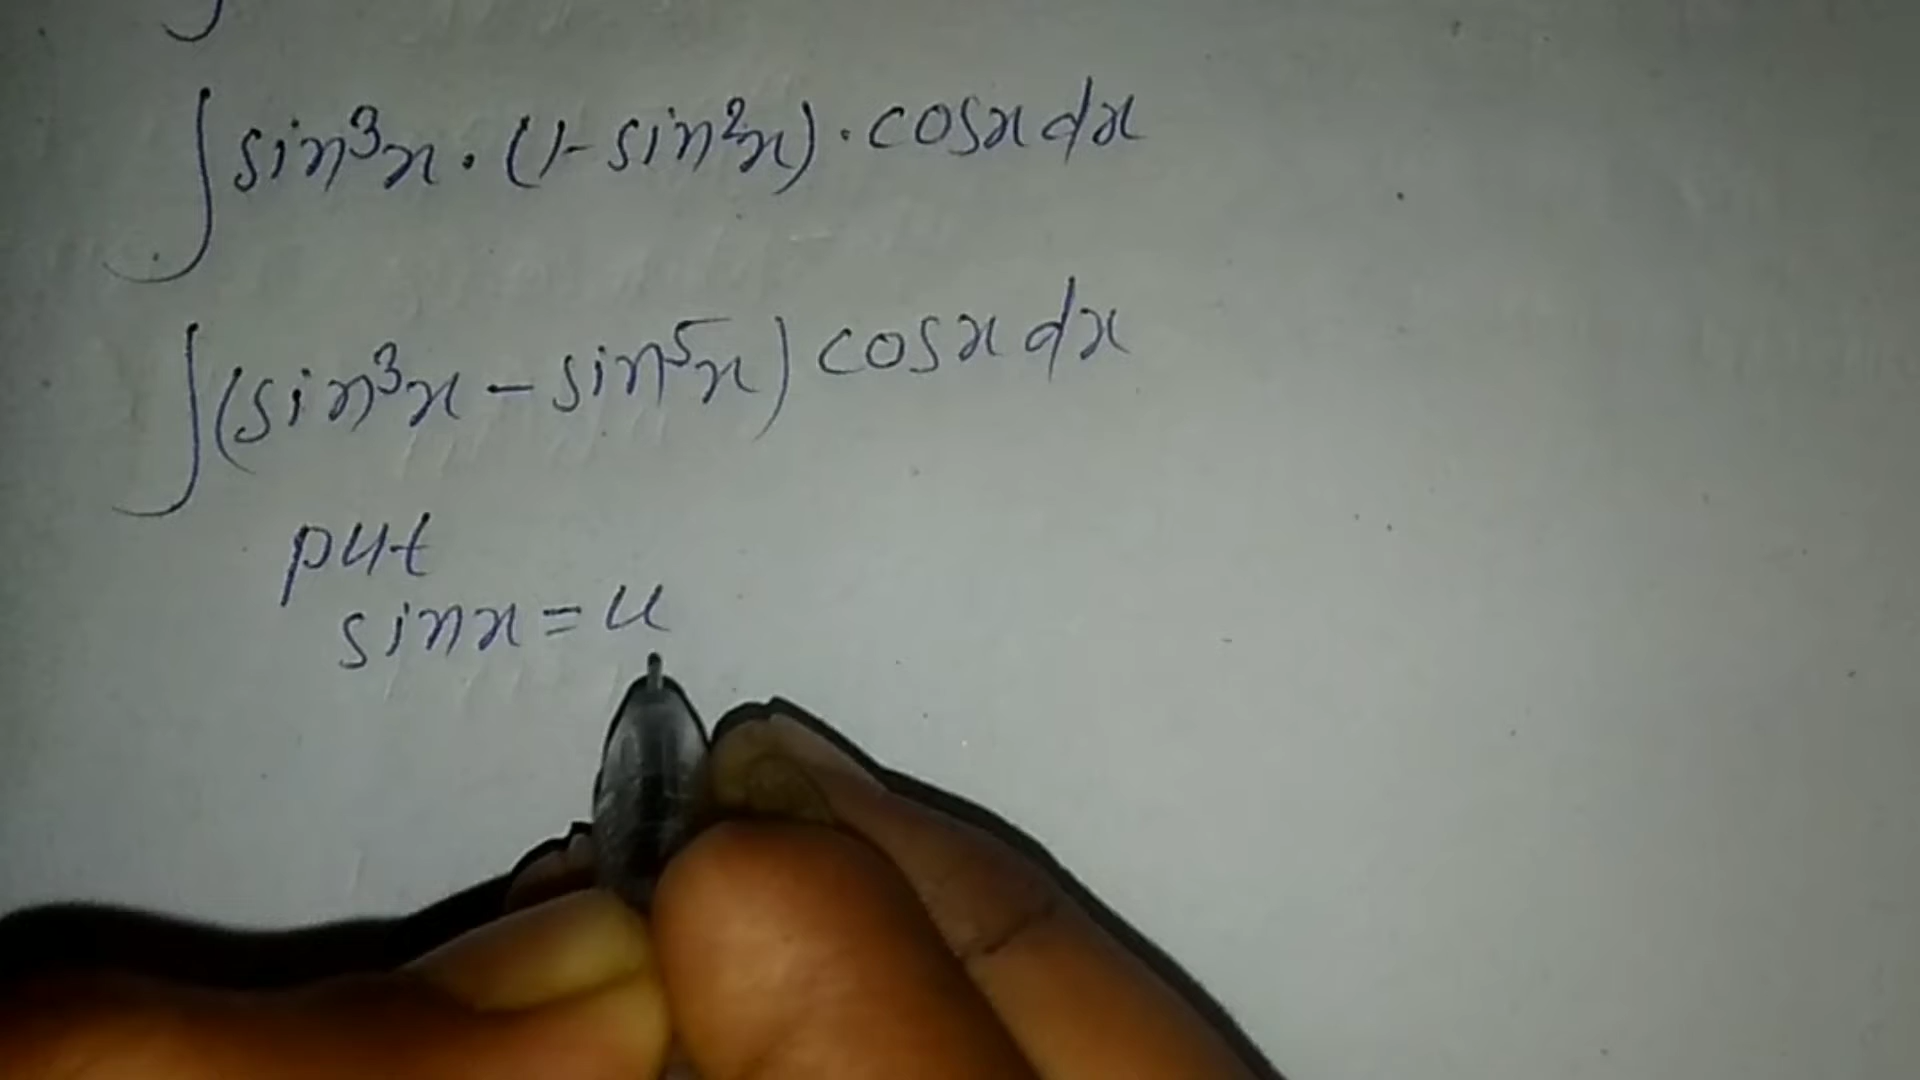 ∫ sin³x · (1 - sin²x) · cosx dx
∫ (sin³x - sin⁵x) cosx dx
put
sinx = u